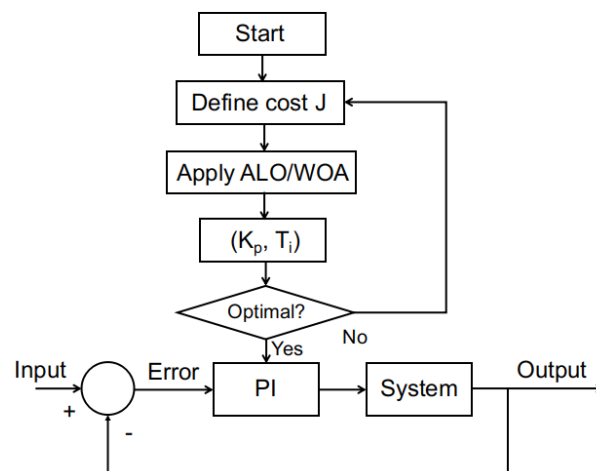 Start
Define cost J
Apply ALO/WOA
(Kp, Ti)
Optimal?
No
Yes
Input
Error
PI
System
Output
+
-